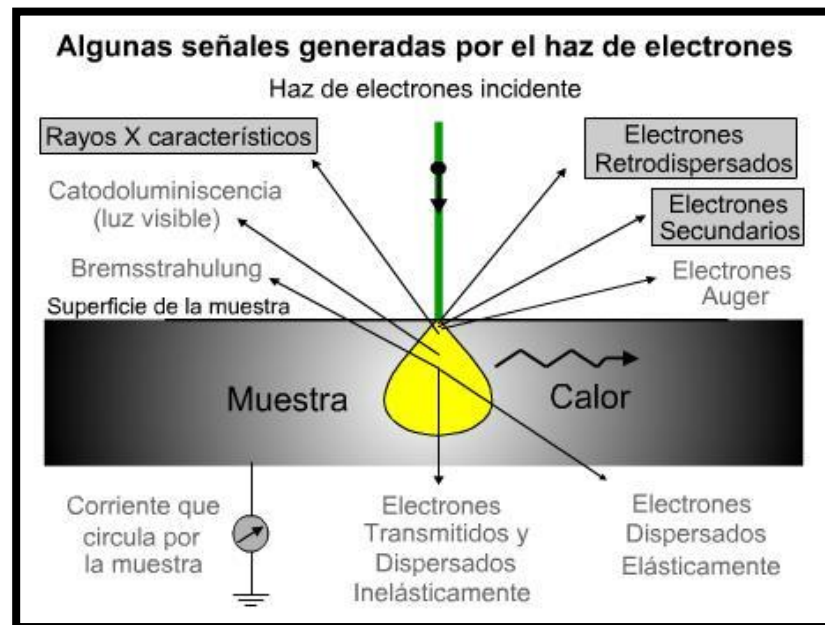 Algunas señales generadas por el haz de electrones
Haz de electrones incidente
Rayos X característicos
Electrones
Retrodispersados
Catodoluminiscencia
(luz visible)
Electrones
Secundarios
Bremsstrahulung
Electrones
Auger
Superficie de la muestra
Muestra
Calor
Corriente que
circula por
la muestra
Electrones
Transmitidos y
Dispersados
Inelásticamente
Electrones
Dispersados
Elásticamente